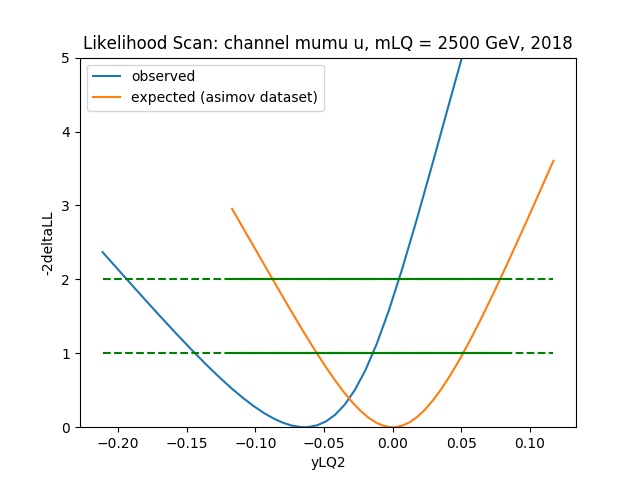 Likelihood Scan: channel mumu u, mLQ = 2500 GeV, 2018
observed
expected (asimov dataset)
5
4
3
2
1
0
-2deltaLL
−0.20
−0.15
−0.10
−0.05
0.00
0.05
0.10
yLQ2